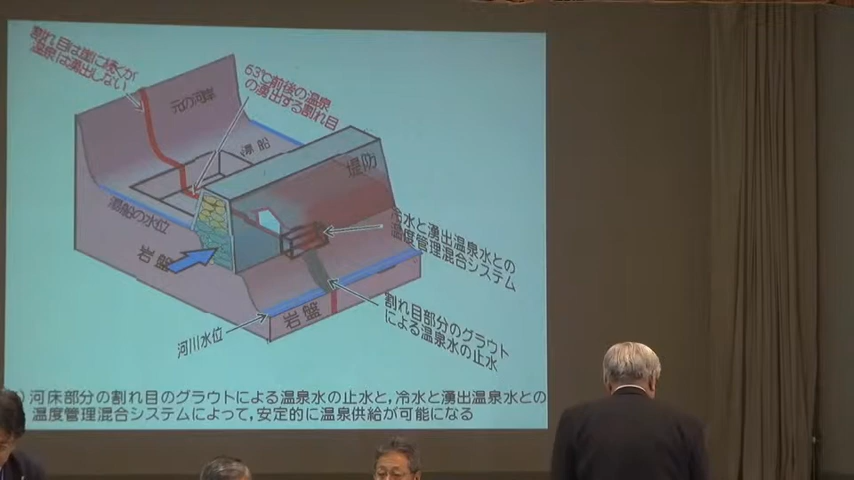 割れ目は崖に続くが
温泉は湧出しない
63℃前後の温泉
の湧出する割れ目
元の河岸
湯船
堤防
湯船の水位
岩盤
冷水と湧出温泉水との
温度管理混合システム
河川水位
岩盤
割れ目部分のグラウト
による温泉水の止水
)河床部分の割れ目のグラウトによる温泉水の止水と,冷水と湧出温泉水との
温度管理混合システムによって,安定的に温泉供給が可能になる